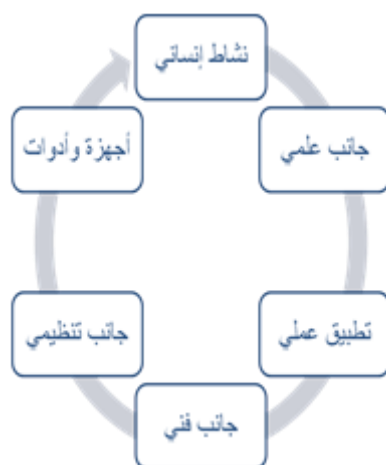 نشاط إنساني
جانب علمي
تطبيق عملي
جانب فني
جانب تنظيمي
أجهزة وأدوات